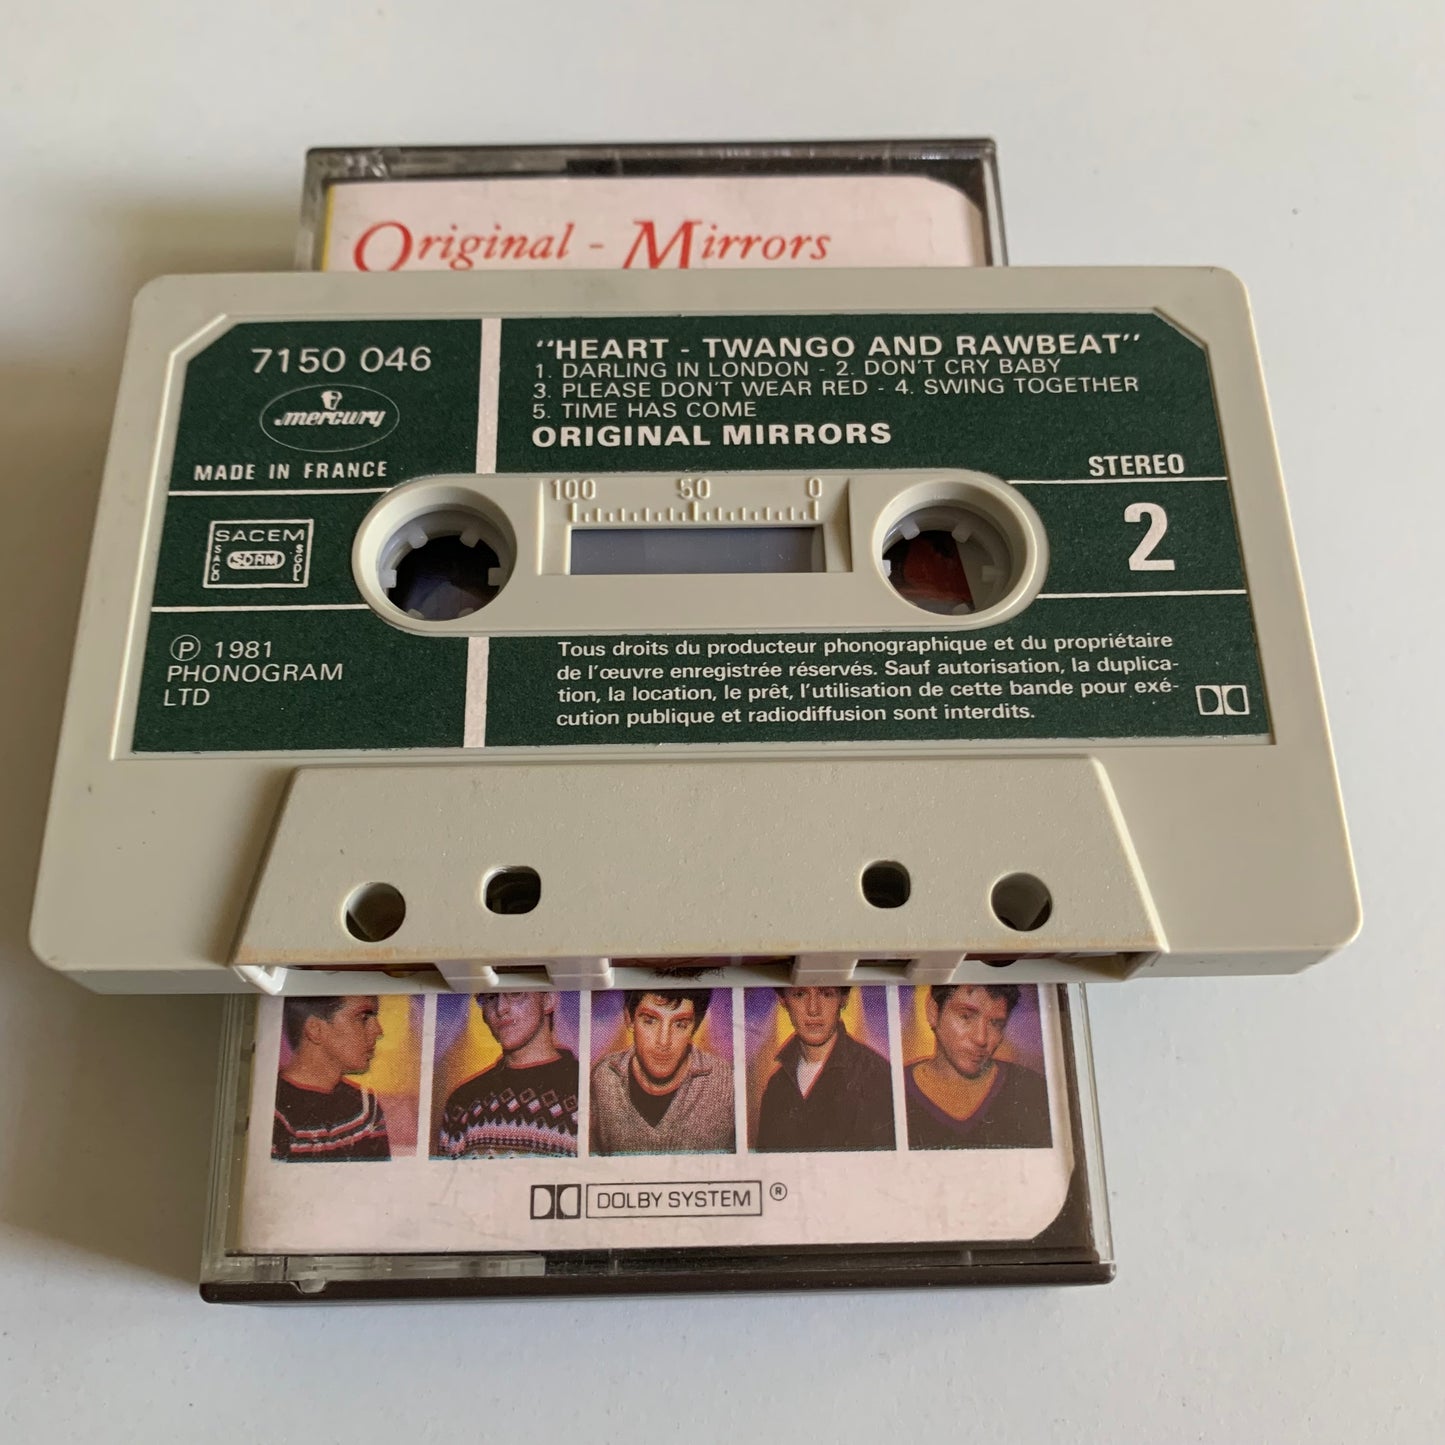 Original - Mirrors
7150 046
mercury
MADE IN FRANCE
"HEART - TWANGO AND RAWBEAT"
1. DARLING IN LONDON - 2. DON'T CRY BABY
3. PLEASE DON'T WEAR RED - 4. SWING TOGETHER
5. TIME HAS COME
ORIGINAL MIRRORS
STEREO
2
100 50 0
SACEM
SACD SDRM SGDL
℗ 1981
PHONOGRAM
LTD
Tous droits du producteur phonographique et du propriétaire
de l'œuvre enregistrée réservés. Sauf autorisation, la duplica-
tion, la location, le prêt, l'utilisation de cette bande pour exé-
cution publique et radiodiffusion sont interdits.
DOLBY SYSTEM ®